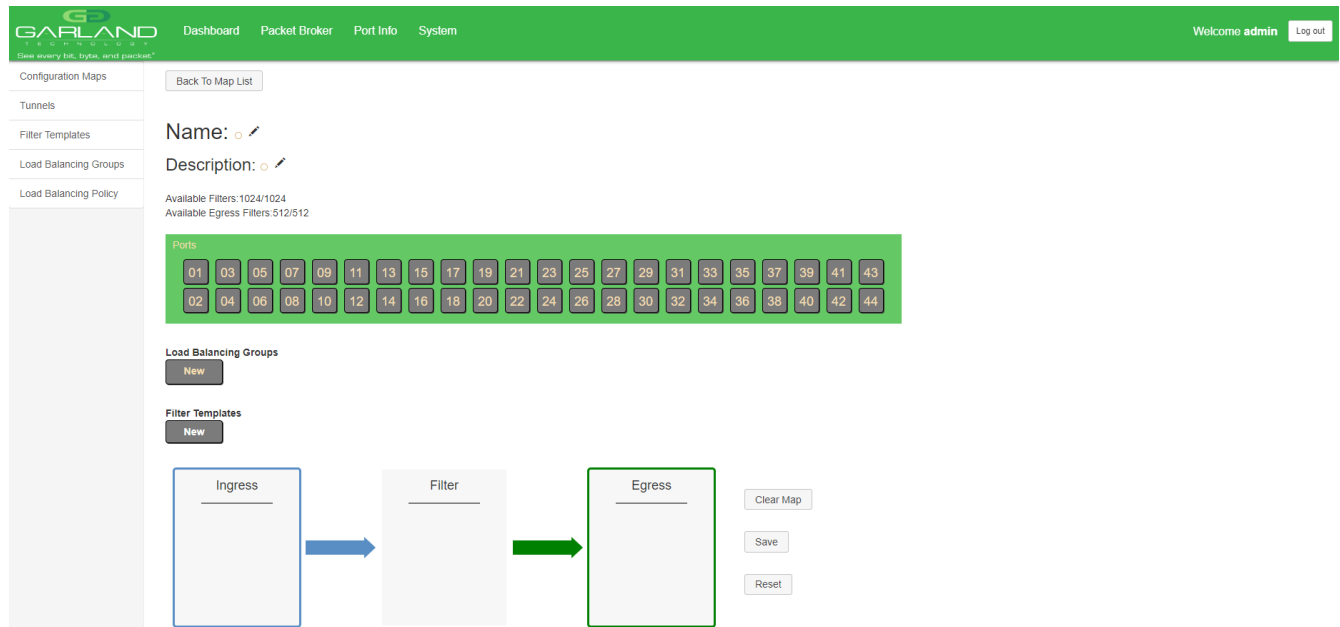 GARLAND
TECHNOLOGY
See every bit, byte, and packet®
Dashboard Packet Broker Port Info System
Welcome admin Log out
Configuration Maps
Tunnels
Filter Templates
Load Balancing Groups
Load Balancing Policy
Back To Map List
Name:
Description:
Available Filters:1024/1024
Available Egress Filters:512/512
Ports
01 03 05 07 09 11 13 15 17 19 21 23 25 27 29 31 33 35 37 39 41 43
02 04 06 08 10 12 14 16 18 20 22 24 26 28 30 32 34 36 38 40 42 44
Load Balancing Groups
New
Filter Templates
New
Ingress Filter Egress
Clear Map
Save
Reset